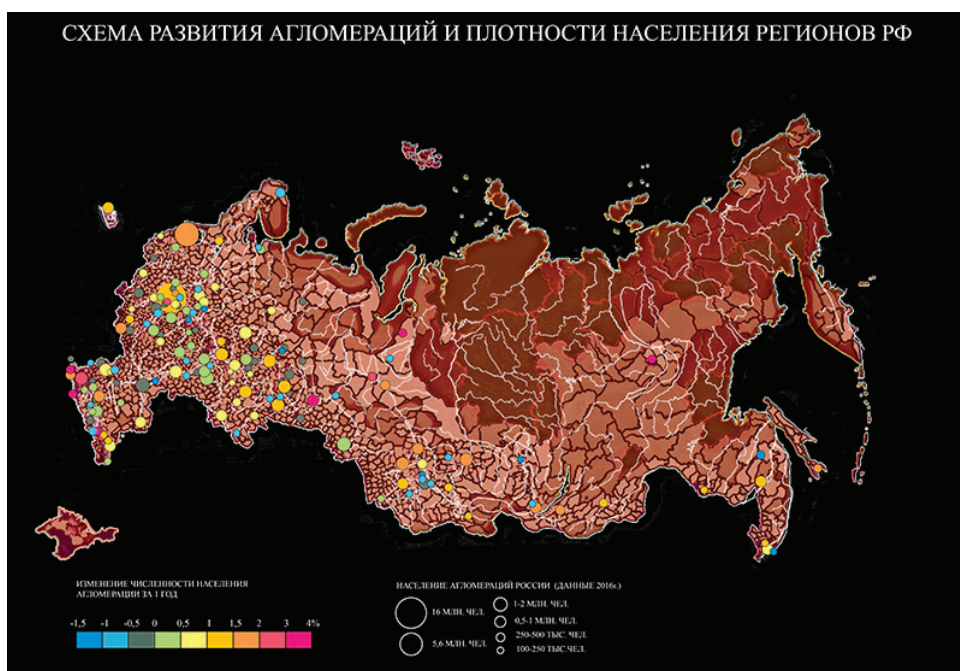 СХЕМА РАЗВИТИЯ АГЛОМЕРАЦИЙ И ПЛОТНОСТИ НАСЕЛЕНИЯ РЕГИОНОВ РФ
ИЗМЕНЕНИЕ ЧИСЛЕННОСТИ НАСЕЛЕНИЯ
АГЛОМЕРАЦИИ ЗА 1 ГОД
-1,5 -1 -0,5 0 0,5 1 1,5 2 3 4%
НАСЕЛЕНИЕ АГЛОМЕРАЦИЙ РОССИИ (ДАННЫЕ 2016г.)
16 МЛН. ЧЕЛ.
5,6 МЛН. ЧЕЛ.
1-2 МЛН. ЧЕЛ.
0,5-1 МЛН. ЧЕЛ.
250-500 ТЫС. ЧЕЛ.
100-250 ТЫС.ЧЕЛ.